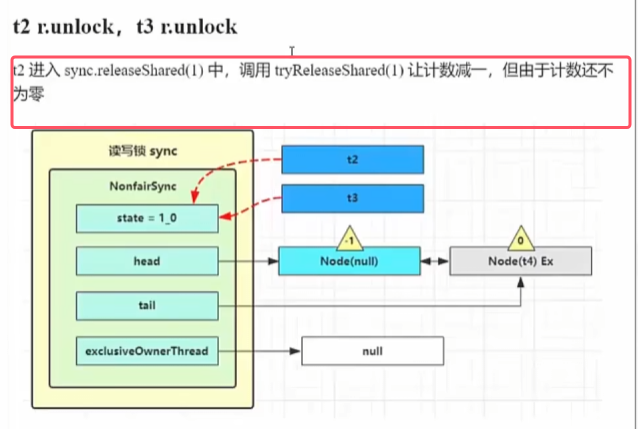 t2 r.unlock，t3 r.unlock
t2 进入 sync.releaseShared(1) 中，调用 tryReleaseShared(1) 让计数减一，但由于计数还不
为零
读写锁 sync
t2
NonfairSync
t3
state = 1_0
-1
0
head
Node(null)
Node(t4) Ex
tail
exclusiveOwnerThread
null